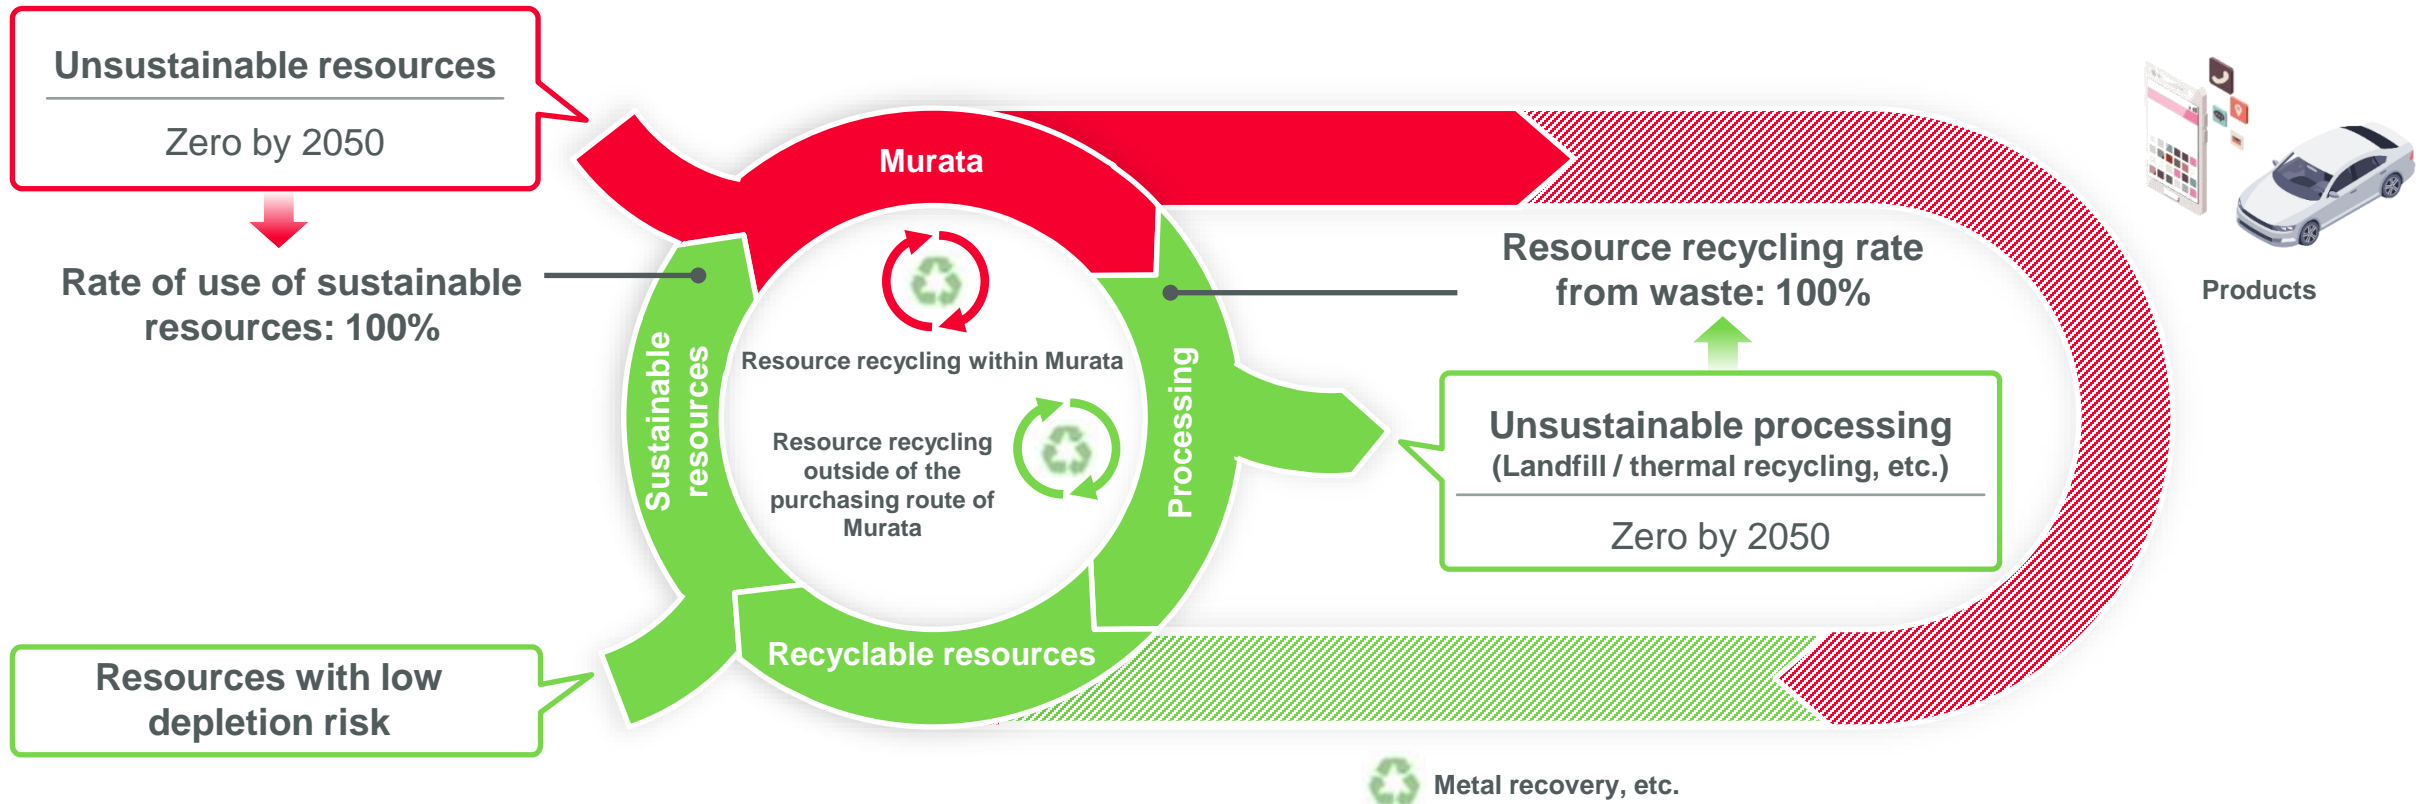 Unsustainable resources
Zero by 2050
Rate of use of sustainable
resources: 100%
Resources with low
depletion risk
Murata
Sustainable
resources
Processing
Recyclable resources
Resource recycling within Murata
Resource recycling
outside of the
purchasing route of
Murata
Resource recycling rate
from waste: 100%
Unsustainable processing
(Landfill / thermal recycling, etc.)
Zero by 2050
Products
Metal recovery, etc.